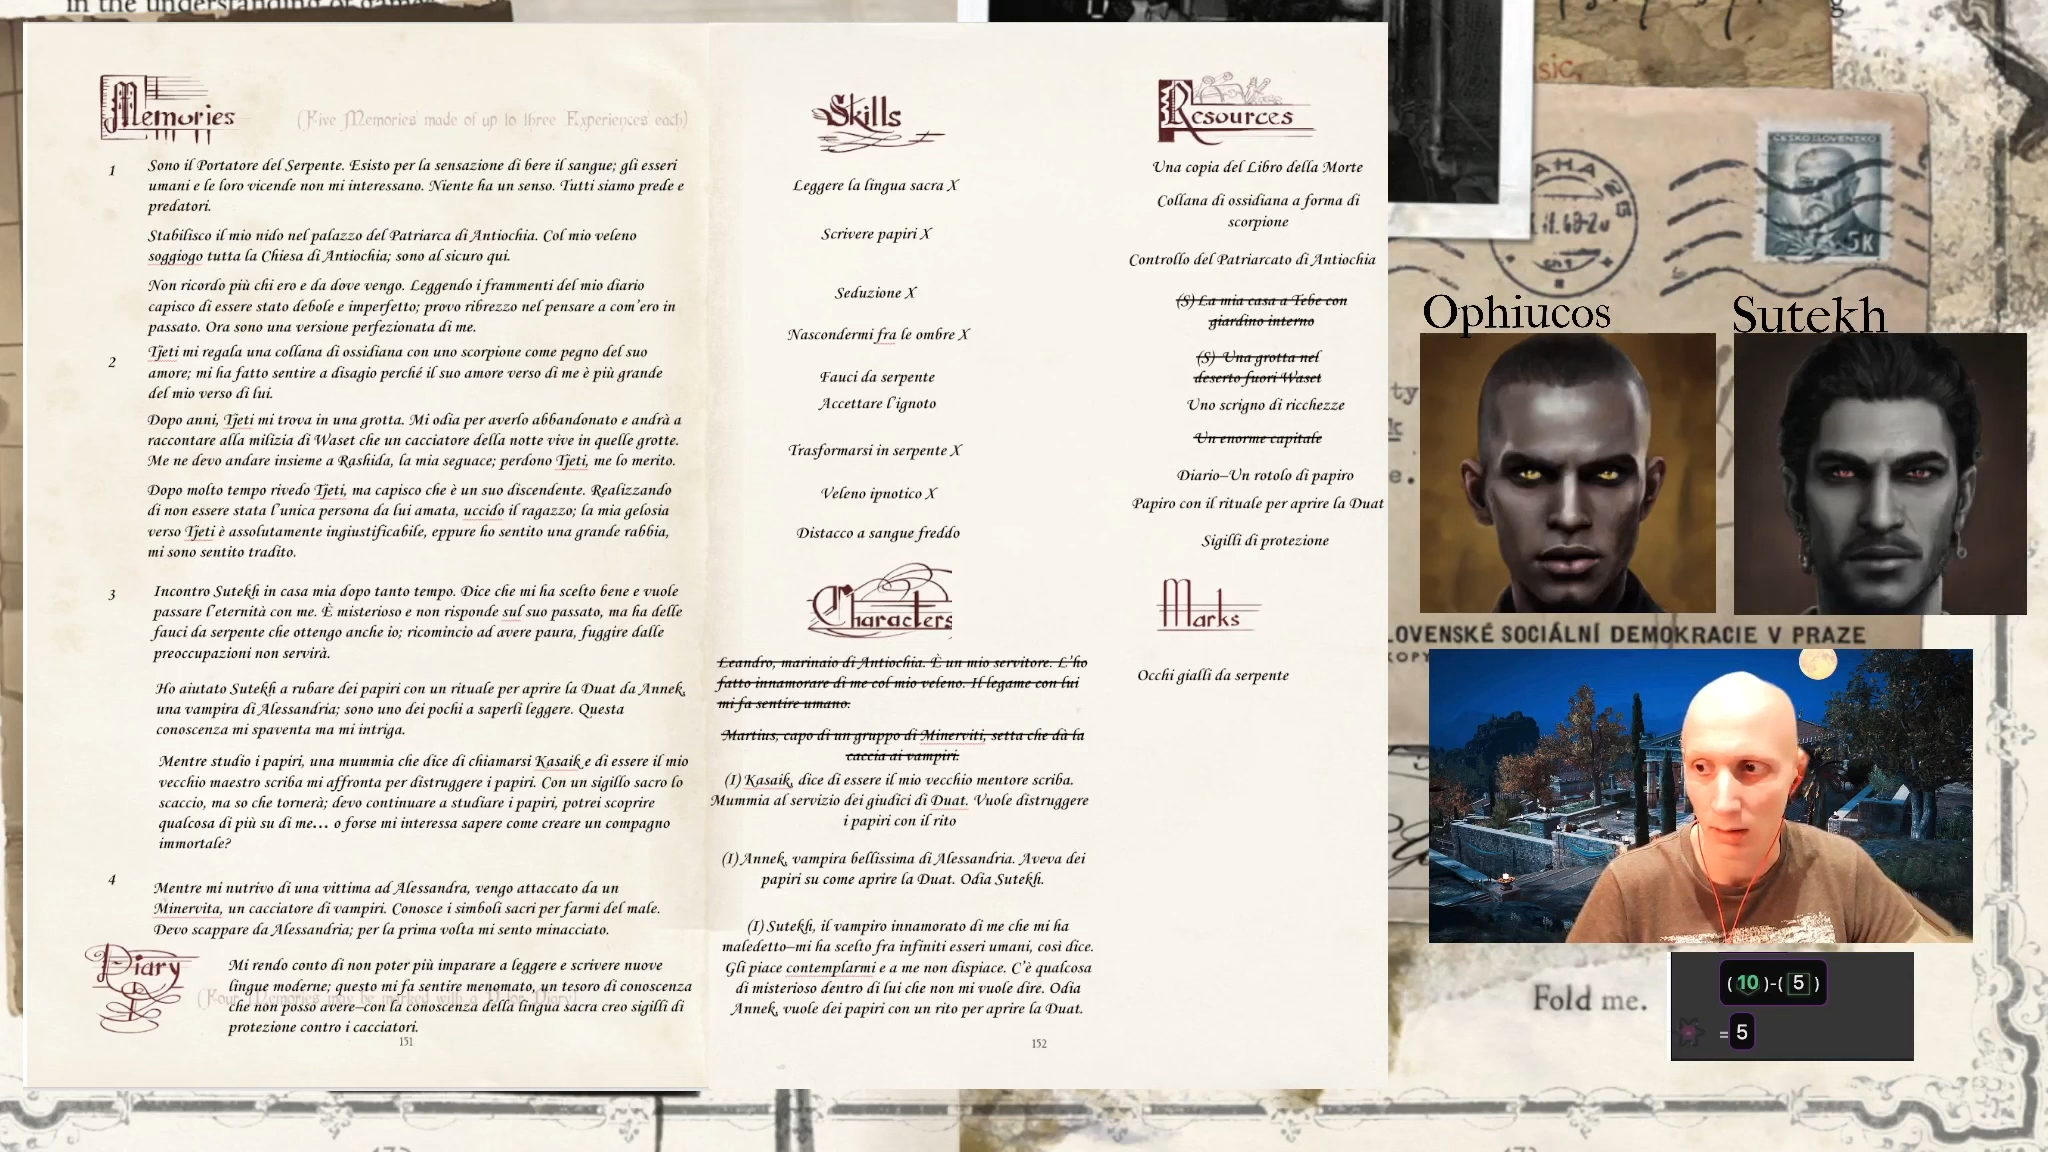 in the understanding of games
Memories
(Five Memories made of up to three Experiences each)
1
Sono il Portatore del Serpente. Esisto per la sensazione di bere il sangue; gli esseri
umani e le loro vicende non mi interessano. Niente ha un senso. Tutti siamo prede e
predatori.
Stabilisco il mio nido nel palazzo del Patriarca di Antiochia. Col mio veleno
soggiogo tutta la Chiesa di Antiochia; sono al sicuro qui.
Non ricordo più chi ero e da dove vengo. Leggendo i frammenti del mio diario
capisco di essere stato debole e imperfetto; provo ribrezzo nel pensare a com'ero in
passato. Ora sono una versione perfezionata di me.
2
Tjeti mi regala una collana di ossidiana con uno scorpione come pegno del suo
amore; mi ha fatto sentire a disagio perché il suo amore verso di me è più grande
del mio verso di lui.
Dopo anni, Tjeti mi trova in una grotta. Mi odia per averlo abbandonato e andrà a
raccontare alla milizia di Waset che un cacciatore della notte vive in quelle grotte.
Me ne devo andare insieme a Rashida, la mia seguace; perdono Tjeti, me lo merito.
Dopo molto tempo rivedo Tjeti, ma capisco che è un suo discendente. Realizzando
di non essere stata l'unica persona da lui amata, uccido il ragazzo; la mia gelosia
verso Tjeti è assolutamente ingiustificabile, eppure ho sentito una grande rabbia,
mi sono sentito tradito.
3
Incontro Sutekh in casa mia dopo tanto tempo. Dice che mi ha scelto bene e vuole
passare l'eternità con me. È misterioso e non risponde sul suo passato, ma ha delle
fauci da serpente che ottengo anche io; ricomincio ad avere paura, fuggire dalle
preoccupazioni non servirà.
Ho aiutato Sutekh a rubare dei papiri con un rituale per aprire la Duat da Annek,
una vampira di Alessandria; sono uno dei pochi a saperli leggere. Questa
conoscenza mi spaventa ma mi intriga.
Mentre studio i papiri, una mummia che dice di chiamarsi Kasaik e di essere il mio
vecchio maestro scriba mi affronta per distruggere i papiri. Con un sigillo sacro lo
scaccio, ma so che tornerà; devo continuare a studiare i papiri, potrei scoprire
qualcosa di più su di me... o forse mi interessa sapere come creare un compagno
immortale?
4
Mentre mi nutrivo di una vittima ad Alessandra, vengo attaccato da un
Minervita, un cacciatore di vampiri. Conosce i simboli sacri per farmi del male.
Devo scappare da Alessandria; per la prima volta mi sento minacciato.
Diary
(Four Memories may be marked with a D for Diary)
Mi rendo conto di non poter più imparare a leggere e scrivere nuove
lingue moderne; questo mi fa sentire menomato, un tesoro di conoscenza
che non posso avere–con la conoscenza della lingua sacra creo sigilli di
protezione contro i cacciatori.
151
Skills
Leggere la lingua sacra X
Scrivere papiri X
Seduzione X
Nascondermi fra le ombre X
Fauci da serpente
Accettare l'ignoto
Trasformarsi in serpente X
Veleno ipnotico X
Distacco a sangue freddo
Characters
Leandro, marinaio di Antiochia. È un mio servitore. L'ho
fatto innamorare di me col mio veleno. Il legame con lui
mi fa sentire umano.
Martius, capo di un gruppo di Minerviti, setta che dà la
caccia ai vampiri.
(I) Kasaik, dice di essere il mio vecchio mentore scriba.
Mummia al servizio dei giudici di Duat. Vuole distruggere
i papiri con il rito
(I) Annek, vampira bellissima di Alessandria. Aveva dei
papiri su come aprire la Duat. Odia Sutekh.
(I) Sutekh, il vampiro innamorato di me che mi ha
maledetto–mi ha scelto fra infiniti esseri umani, così dice.
Gli piace contemplarmi e a me non dispiace. C'è qualcosa
di misterioso dentro di lui che non mi vuole dire. Odia
Annek, vuole dei papiri con un rito per aprire la Duat.
152
Resources
Una copia del Libro della Morte
Collana di ossidiana a forma di
scorpione
Controllo del Patriarcato di Antiochia
(S) La mia casa a Tebe con
giardino interno
(S) Una grotta nel
deserto fuori Waset
Uno scrigno di ricchezze
Un enorme capitale
Diario–Un rotolo di papiro
Papiro con il rituale per aprire la Duat
Sigilli di protezione
Marks
Occhi gialli da serpente
sic,
ČESKOSLOVENSKO
5K
Ophiucos
Sutekh
LOVENSKÉ SOCIÁLNÍ DEMOKRACIE V PRAZE
Fold me.
(10)-(5)
=5